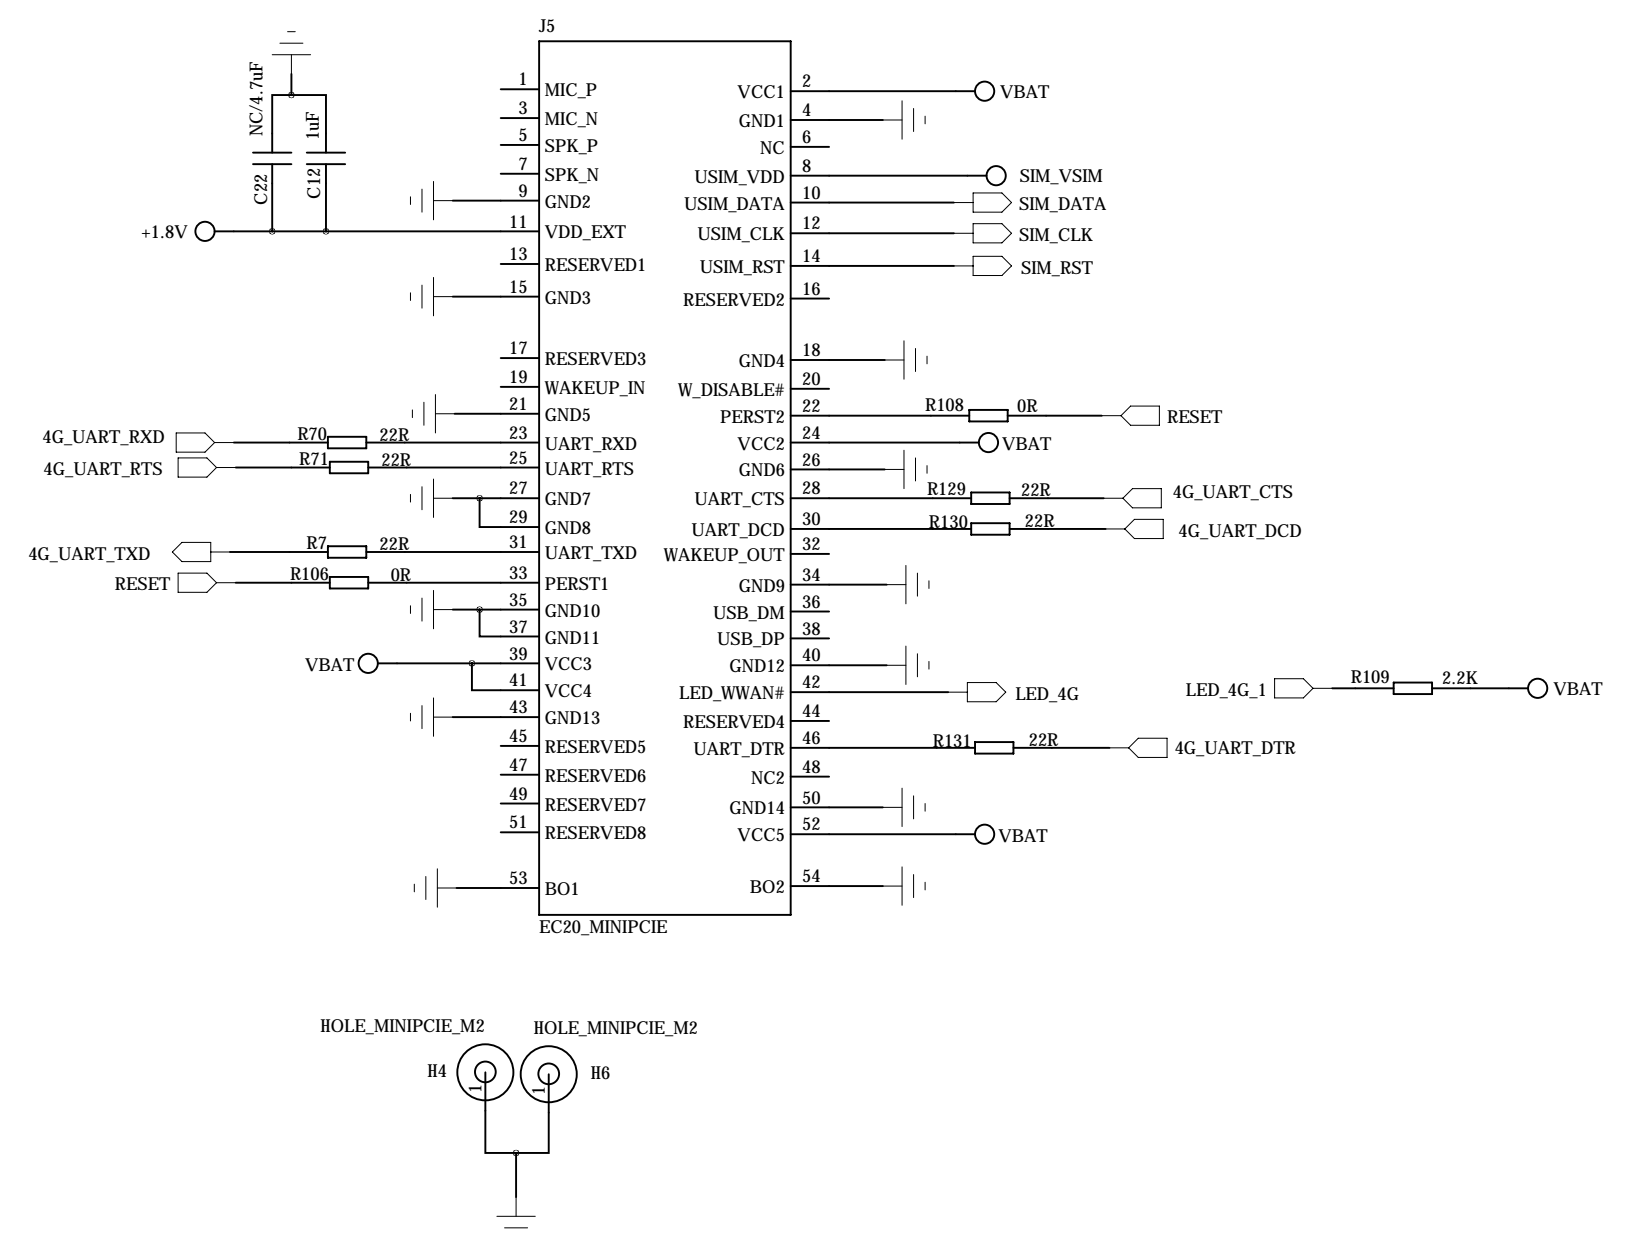 J5
NC/4.7uF
1uF
C22
C12
+1.8V
1 MIC_P
3 MIC_N
5 SPK_P
7 SPK_N
9 GND2
11 VDD_EXT
13 RESERVED1
15 GND3
17 RESERVED3
19 WAKEUP_IN
21 GND5
4G_UART_RXD R70 22R 23 UART_RXD
4G_UART_RTS R71 22R 25 UART_RTS
27 GND7
29 GND8
4G_UART_TXD R7 22R 31 UART_TXD
RESET R106 0R 33 PERST1
35 GND10
37 GND11
VBAT 39 VCC3
41 VCC4
43 GND13
45 RESERVED5
47 RESERVED6
49 RESERVED7
51 RESERVED8
53 BO1
VCC1 2 VBAT
GND1 4
NC 6
USIM_VDD 8 SIM_VSIM
USIM_DATA 10 SIM_DATA
USIM_CLK 12 SIM_CLK
USIM_RST 14 SIM_RST
RESERVED2 16
GND4 18
W_DISABLE# 20
PERST2 22 R108 0R RESET
VCC2 24 VBAT
GND6 26
UART_CTS 28 R129 22R 4G_UART_CTS
UART_DCD 30 R130 22R 4G_UART_DCD
WAKEUP_OUT 32
GND9 34
USB_DM 36
USB_DP 38
GND12 40
LED_WWAN# 42 LED_4G
RESERVED4 44
UART_DTR 46 R131 22R 4G_UART_DTR
NC2 48
GND14 50
VCC5 52 VBAT
BO2 54
LED_4G_1 R109 2.2K VBAT
EC20_MINIPCIE
HOLE_MINIPCIE_M2 HOLE_MINIPCIE_M2
H4 1 1 H6